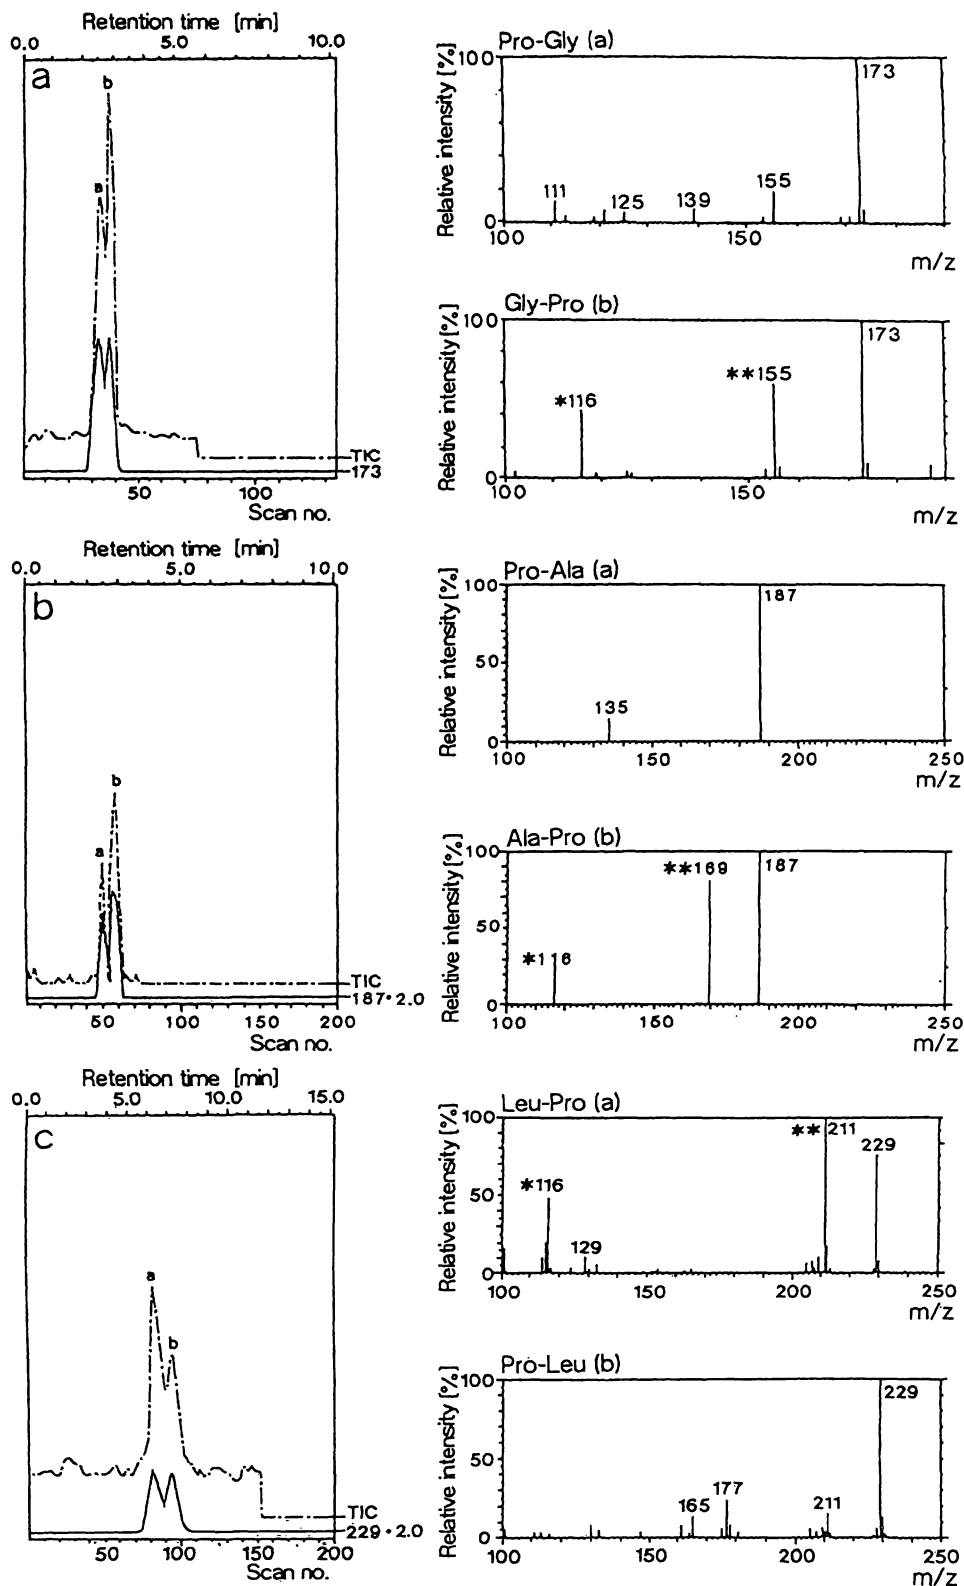 Retention time [min]
0.0 5.0 10.0
a
b
a
TIC
173
50 100
Scan no.
Pro-Gly (a)
Relative intensity [%]
100
0
173
155
139
125
111
100 150
m/z
Gly-Pro (b)
Relative intensity [%]
100
0
173
**155
*116
100 150
m/z
Retention time [min]
0.0 5.0 10.0
b
b
a
TIC
187·2.0
50 100 150 200
Scan no.
Pro-Ala (a)
Relative intensity [%]
100
50
0
187
135
100 150 200 250
m/z
Ala-Pro (b)
Relative intensity [%]
100
50
0
**169
187
*116
100 150 200 250
m/z
Retention time [min]
0.0 5.0 10.0 15.0
c
a
b
TIC
229·2.0
50 100 150 200
Scan no.
Leu-Pro (a)
Relative intensity [%]
100
50
0
**211
229
*116
129
100 150 200 250
m/z
Pro-Leu (b)
Relative intensity [%]
100
50
0
229
177
165
211
100 150 200 250
m/z